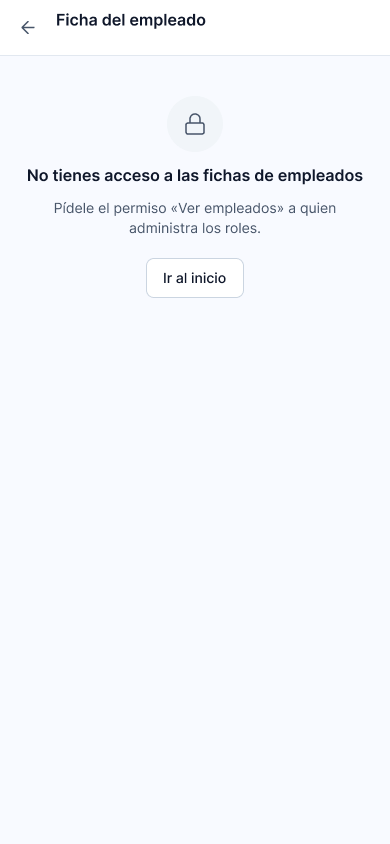 Ficha del empleado
No tienes acceso a las fichas de empleados
Pídele el permiso «Ver empleados» a quien
administra los roles.
Ir al inicio